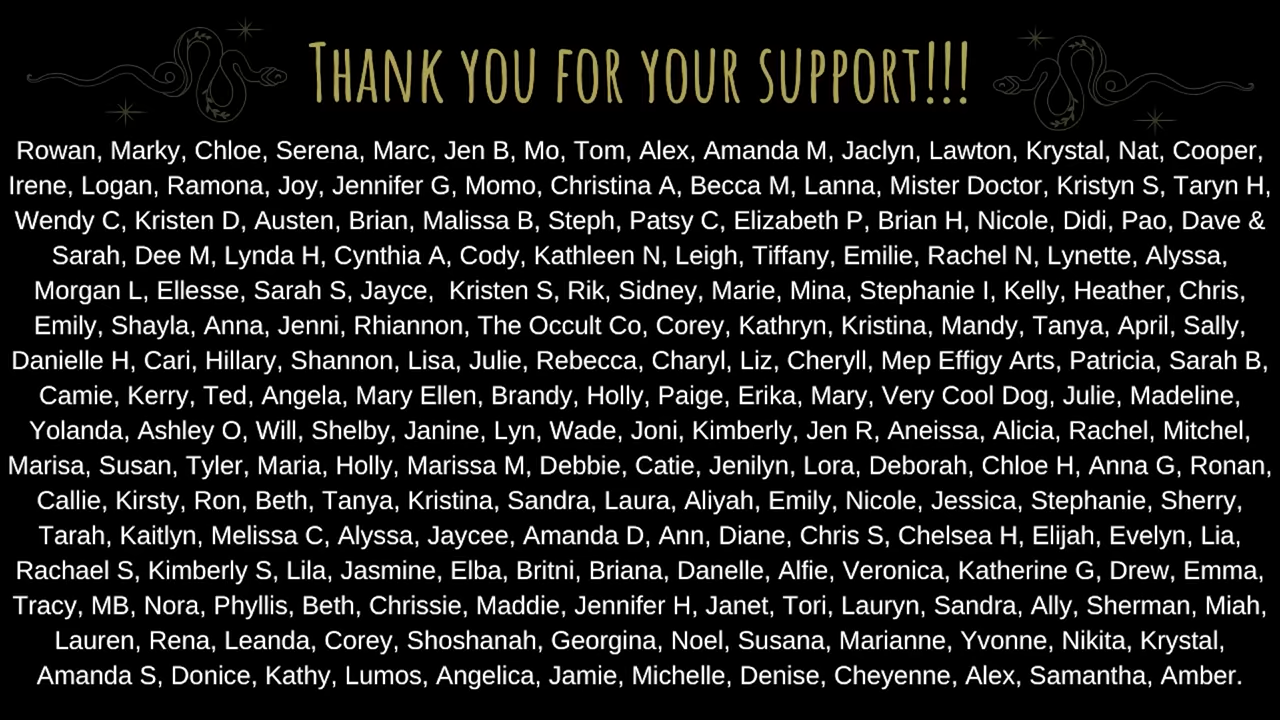 Thank you for your support!!!
Rowan, Marky, Chloe, Serena, Marc, Jen B, Mo, Tom, Alex, Amanda M, Jaclyn, Lawton, Krystal, Nat, Cooper,
Irene, Logan, Ramona, Joy, Jennifer G, Momo, Christina A, Becca M, Lanna, Mister Doctor, Kristyn S, Taryn H,
Wendy C, Kristen D, Austen, Brian, Malissa B, Steph, Patsy C, Elizabeth P, Brian H, Nicole, Didi, Pao, Dave &
Sarah, Dee M, Lynda H, Cynthia A, Cody, Kathleen N, Leigh, Tiffany, Emilie, Rachel N, Lynette, Alyssa,
Morgan L, Ellesse, Sarah S, Jayce,  Kristen S, Rik, Sidney, Marie, Mina, Stephanie I, Kelly, Heather, Chris,
Emily, Shayla, Anna, Jenni, Rhiannon, The Occult Co, Corey, Kathryn, Kristina, Mandy, Tanya, April, Sally,
Danielle H, Cari, Hillary, Shannon, Lisa, Julie, Rebecca, Charyl, Liz, Cheryll, Mep Effigy Arts, Patricia, Sarah B,
Camie, Kerry, Ted, Angela, Mary Ellen, Brandy, Holly, Paige, Erika, Mary, Very Cool Dog, Julie, Madeline,
Yolanda, Ashley O, Will, Shelby, Janine, Lyn, Wade, Joni, Kimberly, Jen R, Aneissa, Alicia, Rachel, Mitchel,
Marisa, Susan, Tyler, Maria, Holly, Marissa M, Debbie, Catie, Jenilyn, Lora, Deborah, Chloe H, Anna G, Ronan,
Callie, Kirsty, Ron, Beth, Tanya, Kristina, Sandra, Laura, Aliyah, Emily, Nicole, Jessica, Stephanie, Sherry,
Tarah, Kaitlyn, Melissa C, Alyssa, Jaycee, Amanda D, Ann, Diane, Chris S, Chelsea H, Elijah, Evelyn, Lia,
Rachael S, Kimberly S, Lila, Jasmine, Elba, Britni, Briana, Danelle, Alfie, Veronica, Katherine G, Drew, Emma,
Tracy, MB, Nora, Phyllis, Beth, Chrissie, Maddie, Jennifer H, Janet, Tori, Lauryn, Sandra, Ally, Sherman, Miah,
Lauren, Rena, Leanda, Corey, Shoshanah, Georgina, Noel, Susana, Marianne, Yvonne, Nikita, Krystal,
Amanda S, Donice, Kathy, Lumos, Angelica, Jamie, Michelle, Denise, Cheyenne, Alex, Samantha, Amber.